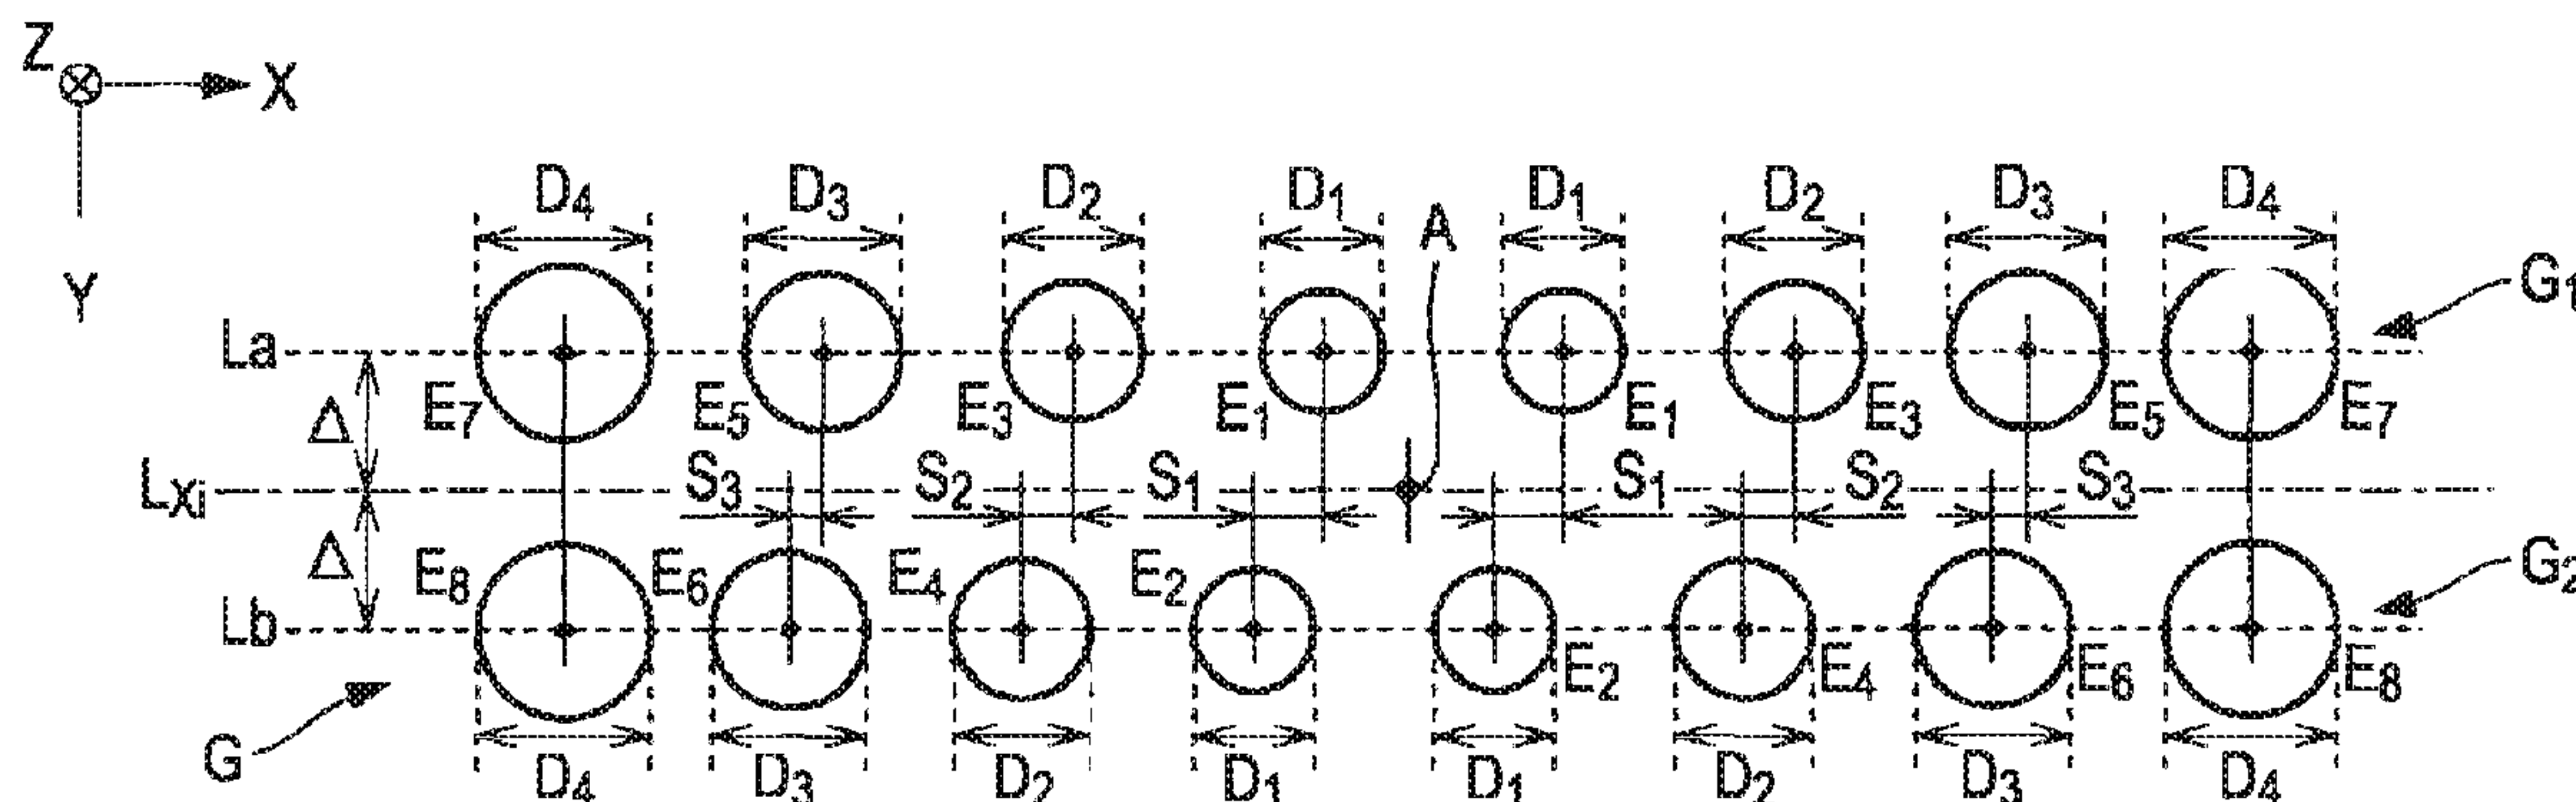 Z
X
Y
D4 D3 D2 D1 A D1 D2 D3 D4
G1
La
E7 E5 E3 E1 E1 E3 E5 E7
Δ
S3 S2 S1 S1 S2 S3
LXi
Δ
E8 E6 E4 E2
G2
Lb
E2 E4 E6 E8
G
D4 D3 D2 D1 D1 D2 D3 D4